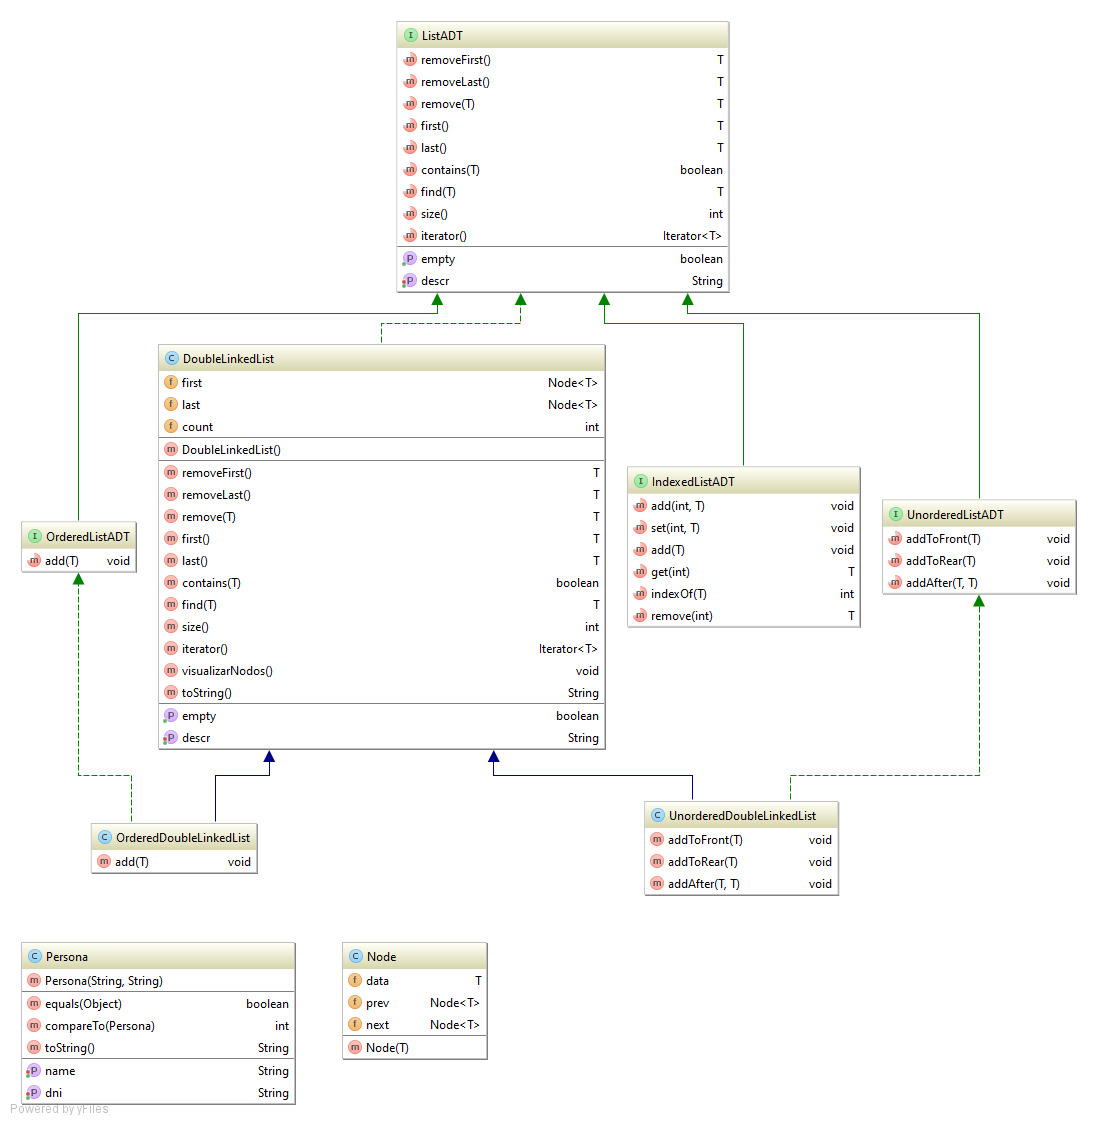 I ListADT
m removeFirst() T
m removeLast() T
m remove(T) T
m first() T
m last() T
m contains(T) boolean
m find(T) T
m size() int
m iterator() Iterator<T>
P empty boolean
P descr String
C DoubleLinkedList
f first Node<T>
f last Node<T>
f count int
m DoubleLinkedList()
m removeFirst() T
m removeLast() T
m remove(T) T
m first() T
m last() T
m contains(T) boolean
m find(T) T
m size() int
m iterator() Iterator<T>
m visualizarNodos() void
m toString() String
P empty boolean
P descr String
I IndexedListADT
m add(int, T) void
m set(int, T) void
m add(T) void
m get(int) T
m indexOf(T) int
m remove(int) T
I UnorderedListADT
m addToFront(T) void
m addToRear(T) void
m addAfter(T, T) void
I OrderedListADT
m add(T) void
C OrderedDoubleLinkedList
m add(T) void
C UnorderedDoubleLinkedList
m addToFront(T) void
m addToRear(T) void
m addAfter(T, T) void
C Persona
m Persona(String, String)
m equals(Object) boolean
m compareTo(Persona) int
m toString() String
P name String
P dni String
C Node
f data T
f prev Node<T>
f next Node<T>
m Node(T)
Powered by yFiles